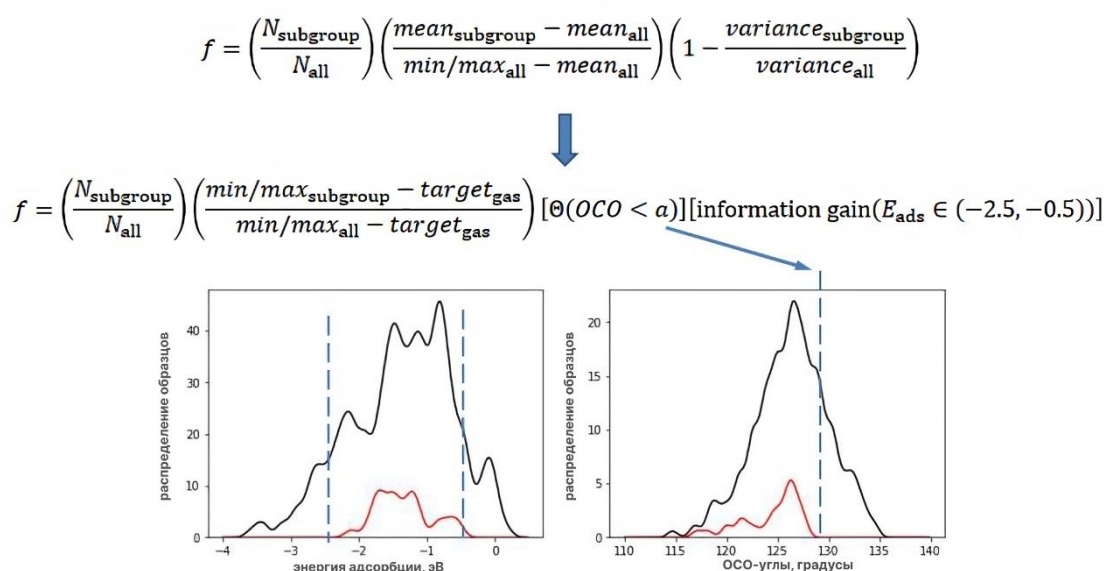 f = (N_subgroup / N_all) (mean_subgroup − mean_all / min/max_all − mean_all) (1 − variance_subgroup / variance_all)
f = (N_subgroup / N_all) (min/max_subgroup − target_gas / min/max_all − target_gas) [Θ(OCO < a)][information gain(E_ads ∈ (−2.5, −0.5))]
распределение образцов
40
30
20
10
0
−4 −3 −2 −1 0
энергия адсорбции, эВ
распределение образцов
20
15
10
5
0
110 115 120 125 130 135 140
ОСО-углы, градусы